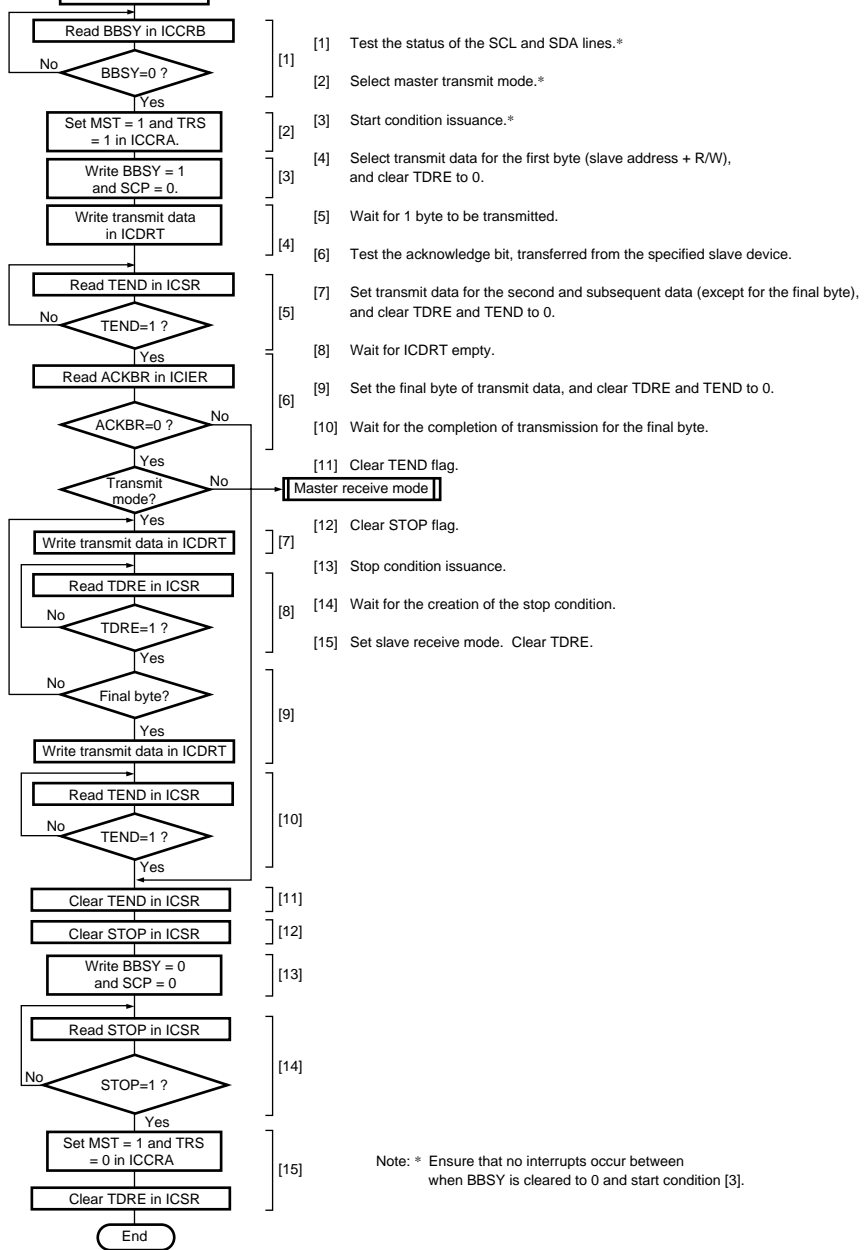 Read BBSY in ICCRB
No
BBSY=0 ?
[1]
Yes
Set MST = 1 and TRS
= 1 in ICCRA.
[2]
Write BBSY = 1
and SCP = 0.
[3]
Write transmit data
in ICDRT
[4]
Read TEND in ICSR
No
TEND=1 ?
[5]
Yes
Read ACKBR in ICIER
[6]
No
ACKBR=0 ?
Yes
Transmit
mode?
No
Master receive mode
Yes
Write transmit data in ICDRT
[7]
Read TDRE in ICSR
No
TDRE=1 ?
[8]
Yes
No
Final byte?
[9]
Yes
Write transmit data in ICDRT
Read TEND in ICSR
No
TEND=1 ?
[10]
Yes
Clear TEND in ICSR
[11]
Clear STOP in ICSR
[12]
Write BBSY = 0
and SCP = 0
[13]
Read STOP in ICSR
No
STOP=1 ?
[14]
Yes
Set MST = 1 and TRS
= 0 in ICCRA
[15]
Clear TDRE in ICSR
End
[1] Test the status of the SCL and SDA lines.*
[2] Select master transmit mode.*
[3] Start condition issuance.*
[4] Select transmit data for the first byte (slave address + R/W),
and clear TDRE to 0.
[5] Wait for 1 byte to be transmitted.
[6] Test the acknowledge bit, transferred from the specified slave device.
[7] Set transmit data for the second and subsequent data (except for the final byte),
and clear TDRE and TEND to 0.
[8] Wait for ICDRT empty.
[9] Set the final byte of transmit data, and clear TDRE and TEND to 0.
[10] Wait for the completion of transmission for the final byte.
[11] Clear TEND flag.
[12] Clear STOP flag.
[13] Stop condition issuance.
[14] Wait for the creation of the stop condition.
[15] Set slave receive mode. Clear TDRE.
Note: * Ensure that no interrupts occur between
when BBSY is cleared to 0 and start condition [3].